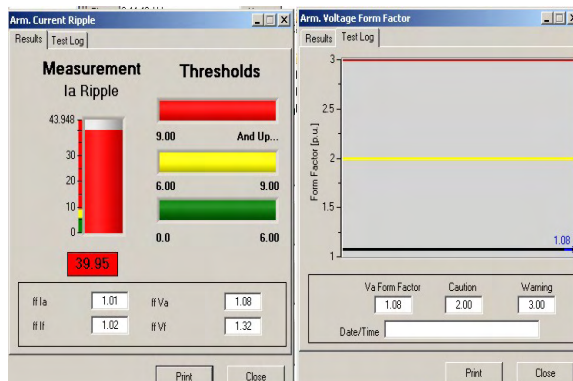 Arm. Current Ripple
Results Test Log
Measurement
Ia Ripple
43.948
30
20
10
0
39.95
Thresholds
9.00 And Up...
6.00 9.00
0.0 6.00
ff Ia 1.01 ff Va 1.08
ff If 1.02 ff Vf 1.32
Print Close
Arm. Voltage Form Factor
Results Test Log
Form Factor [p.u.]
3
2.5
2
1.5
1
1.08
Va Form Factor Caution Warning
1.08 2.00 3.00
Date/Time
Print Close